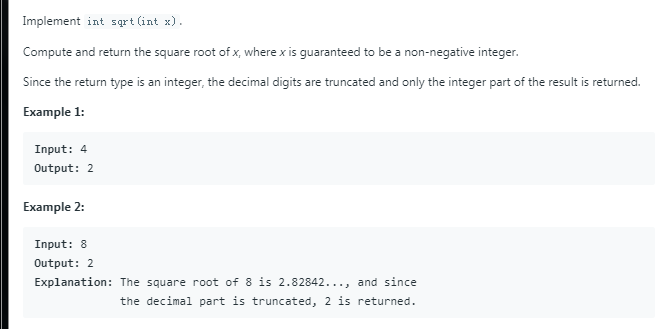 Implement int sqrt(int x).
Compute and return the square root of x, where x is guaranteed to be a non-negative integer.
Since the return type is an integer, the decimal digits are truncated and only the integer part of the result is returned.
Example 1:
Input: 4
Output: 2
Example 2:
Input: 8
Output: 2
Explanation: The square root of 8 is 2.82842..., and since
the decimal part is truncated, 2 is returned.